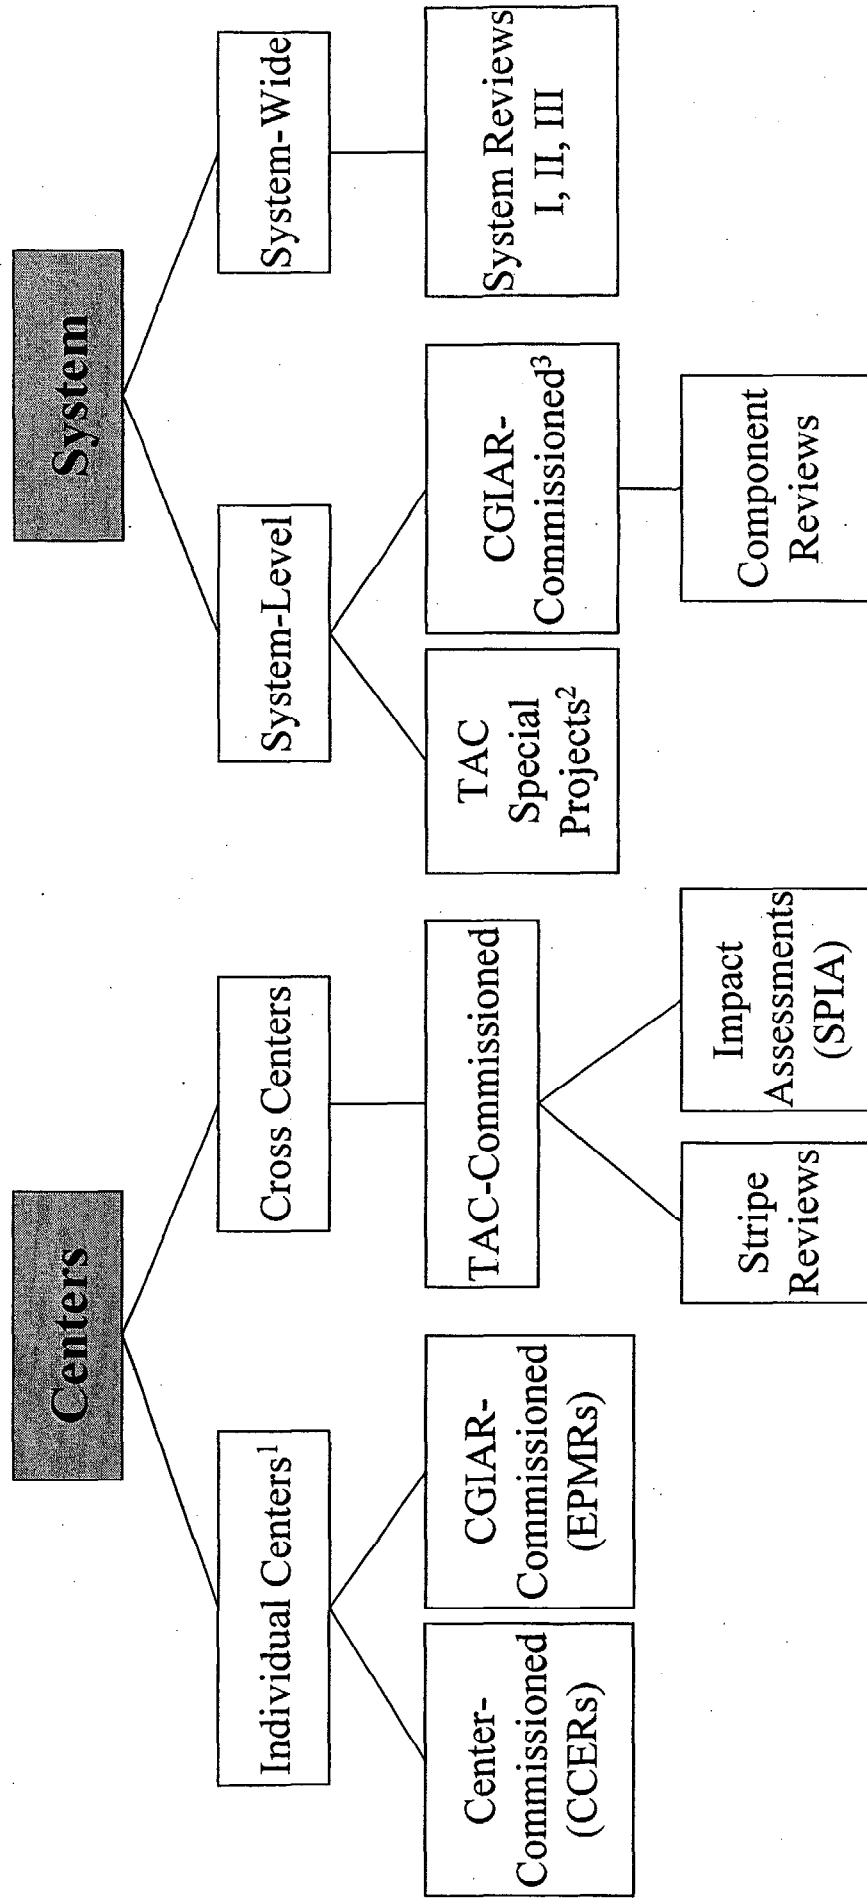 Centers
System
Individual Centers¹
Cross Centers
System-Level
System-Wide
Center-
Commissioned
(CCERs)
CGIAR-
Commissioned
(EPMRs)
TAC-Commissioned
TAC
Special
Projects²
CGIAR-
Commissioned³
System Reviews
I, II, III
Stripe
Reviews
Impact
Assessments
(SPIA)
Component
Reviews